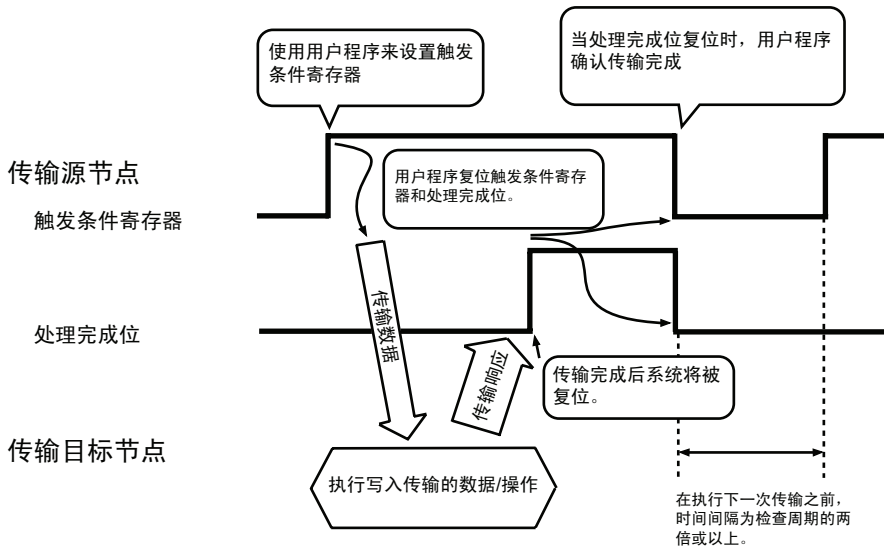 使用用户程序来设置触发
条件寄存器
当处理完成位复位时，用户程序
确认传输完成
传输源节点
用户程序复位触发条件寄存
器和处理完成位。
触发条件寄存器
传输数据
处理完成位
传输响应
传输完成后系统将被
复位。
传输目标节点
执行写入传输的数据/操作
在执行下一次传输之前，
时间间隔为检查周期的两
倍或以上。